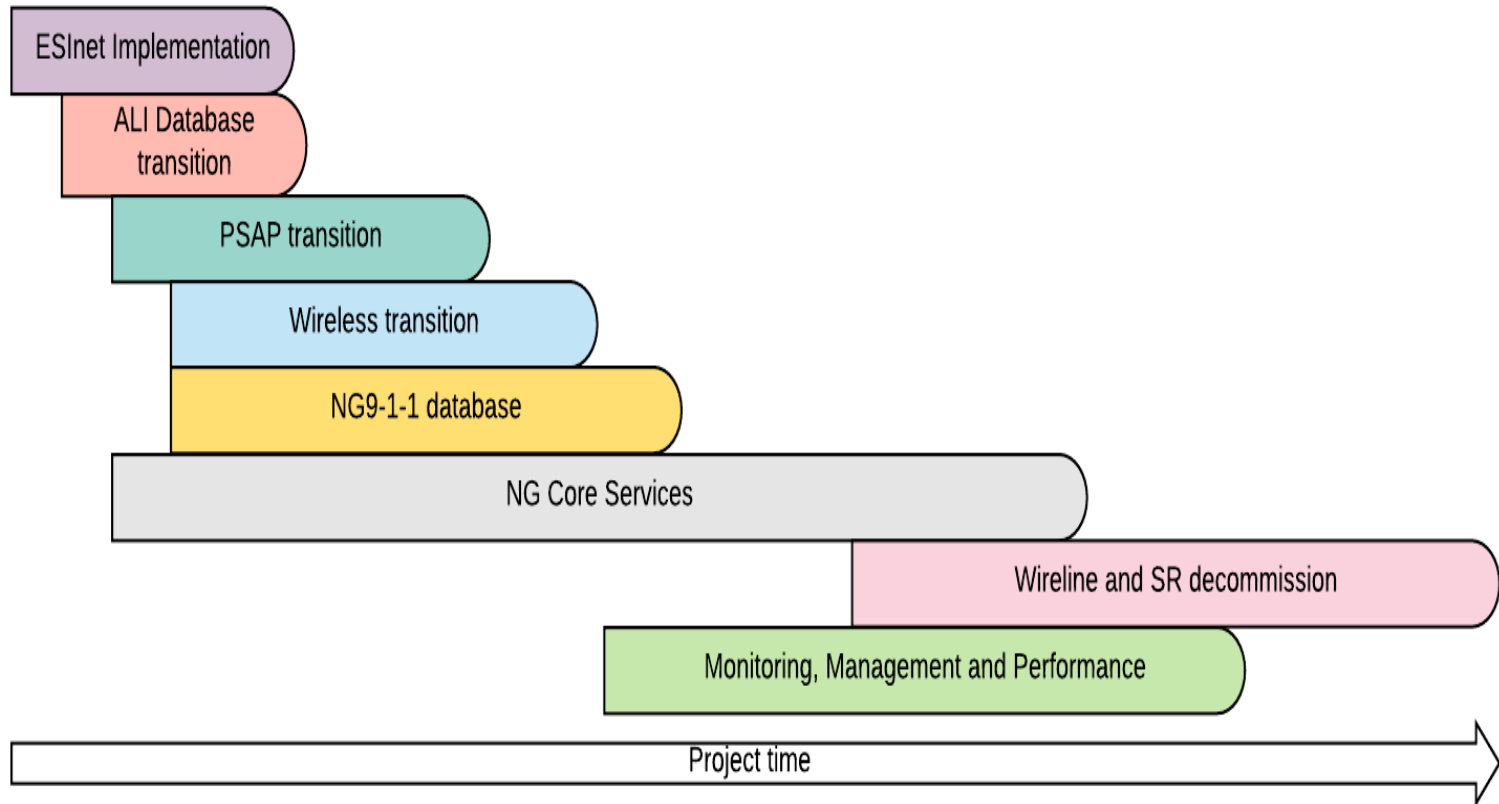 ESInet Implementation
ALI Database
transition
PSAP transition
Wireless transition
NG9-1-1 database
NG Core Services
Wireline and SR decommission
Monitoring, Management and Performance
Project time